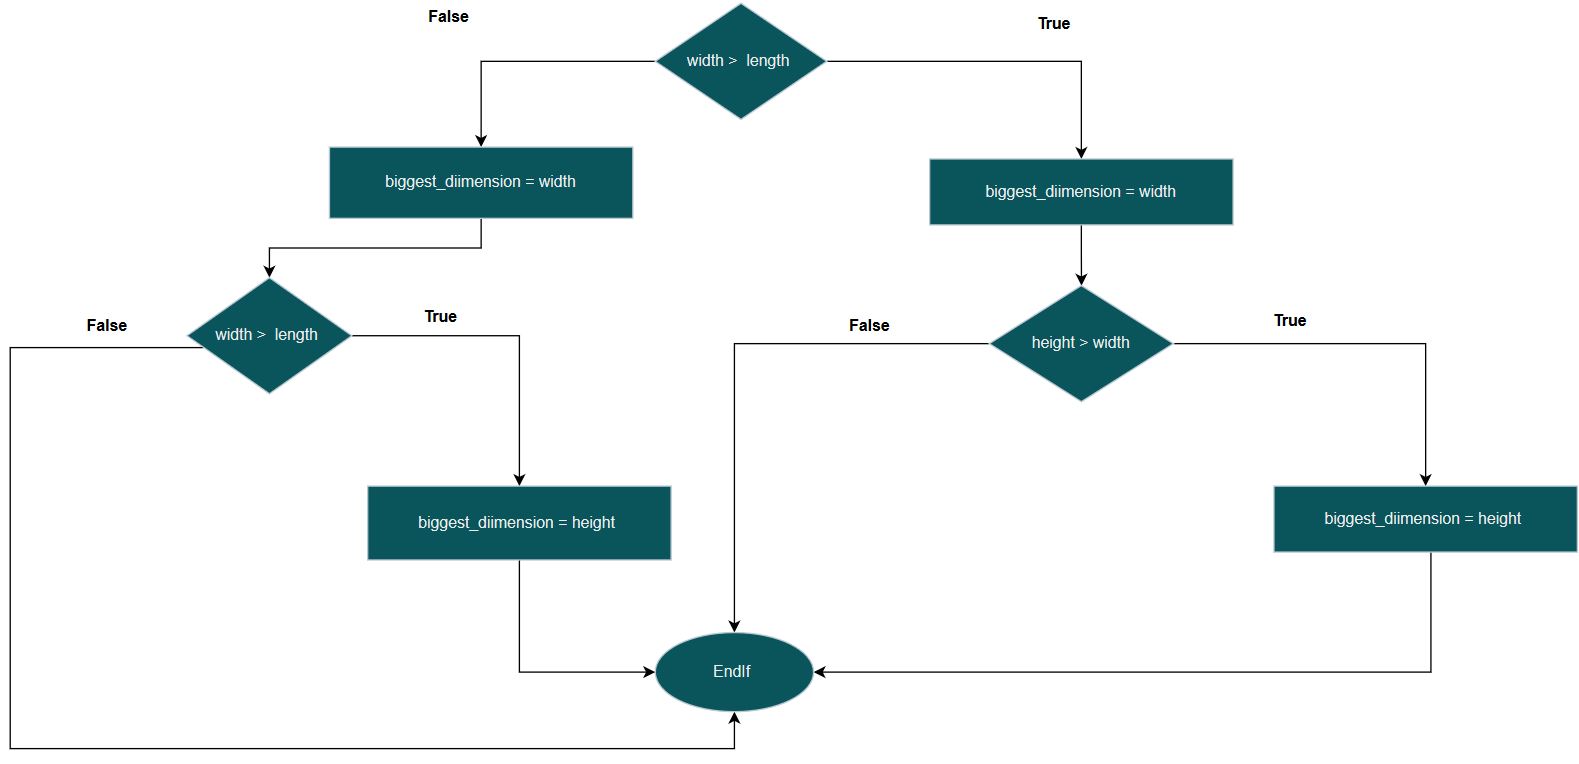 False
True
width >  length
biggest_diimension = width
biggest_diimension = width
False
width >  length
True
False
height > width
True
biggest_diimension = height
biggest_diimension = height
EndIf